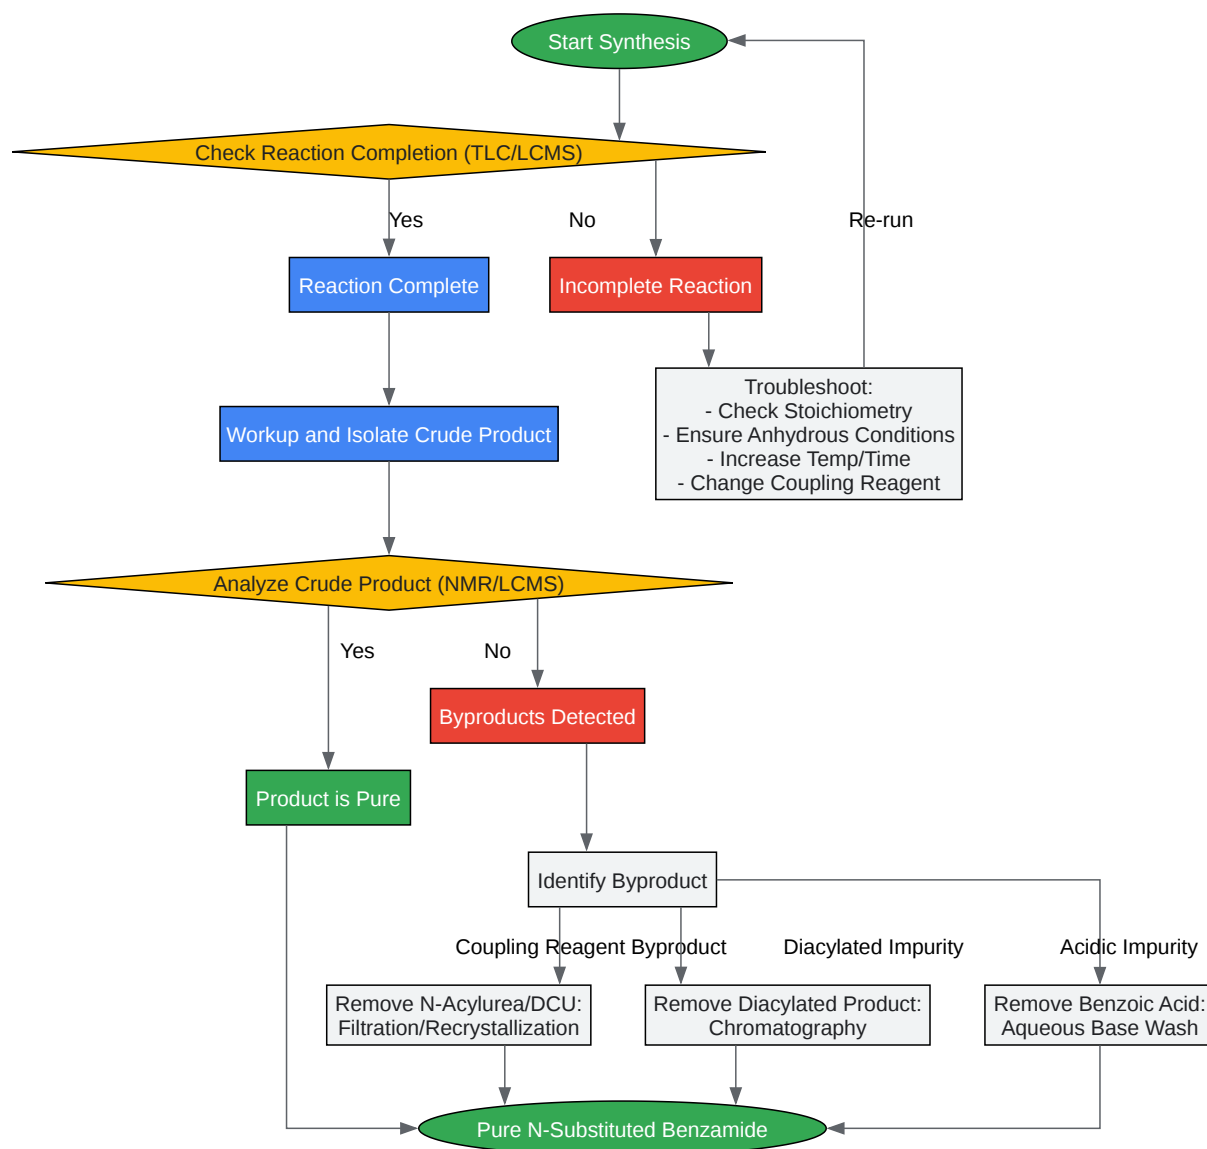 Start Synthesis
Check Reaction Completion (TLC/LCMS)
Yes
No
Re-run
Reaction Complete
Incomplete Reaction
Troubleshoot:
- Check Stoichiometry
- Ensure Anhydrous Conditions
- Increase Temp/Time
- Change Coupling Reagent
Workup and Isolate Crude Product
Analyze Crude Product (NMR/LCMS)
Yes
No
Byproducts Detected
Product is Pure
Identify Byproduct
Coupling Reagent Byproduct
Diacylated Impurity
Acidic Impurity
Remove N-Acylurea/DCU:
Filtration/Recrystallization
Remove Diacylated Product:
Chromatography
Remove Benzoic Acid:
Aqueous Base Wash
Pure N-Substituted Benzamide